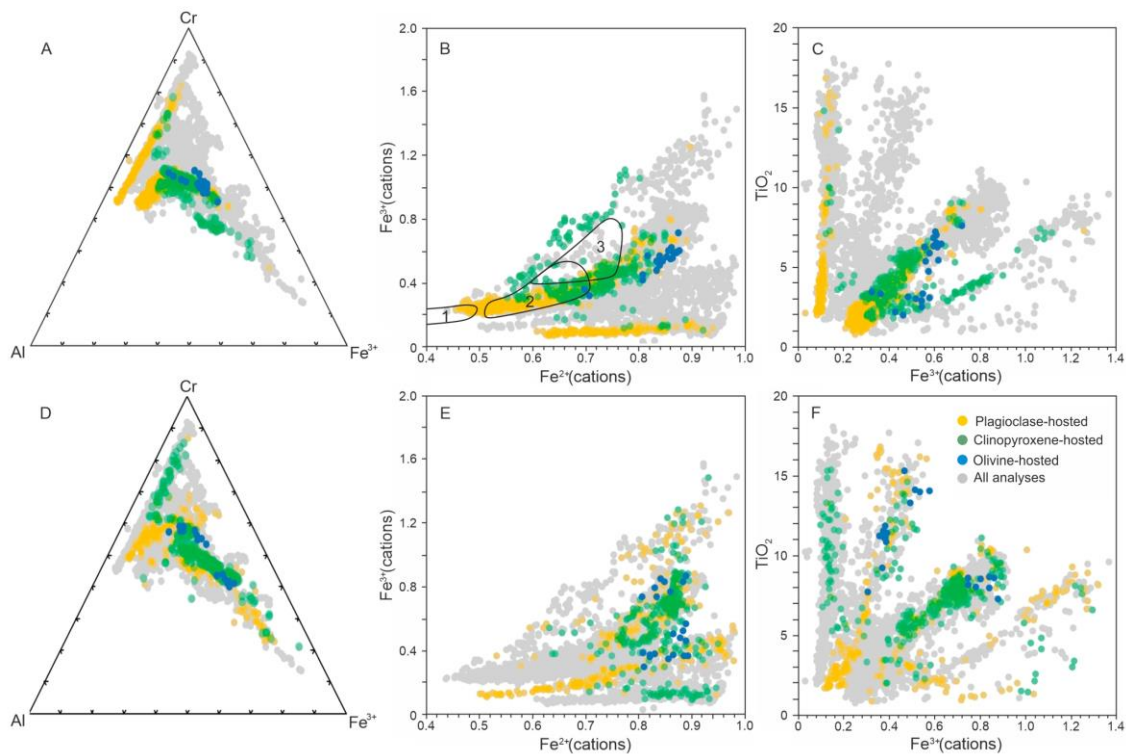 Cr
A
Al
Fe³⁺
B
2.0
1.6
1.2
0.8
0.4
0
Fe³⁺(cations)
1
2
3
0.4
0.5
0.6
0.7
0.8
0.9
1.0
Fe²⁺(cations)
C
20
15
10
5
0
TiO₂
0
0.2
0.4
0.6
0.8
1.0
1.2
1.4
Fe³⁺(cations)
Cr
D
Al
Fe³⁺
E
2.0
1.6
1.2
0.8
0.4
0
Fe³⁺(cations)
0.4
0.5
0.6
0.7
0.8
0.9
1.0
Fe²⁺(cations)
F
20
15
10
5
0
TiO₂
Plagioclase-hosted
Clinopyroxene-hosted
Olivine-hosted
All analyses
0
0.2
0.4
0.6
0.8
1.0
1.2
1.4
Fe³⁺(cations)